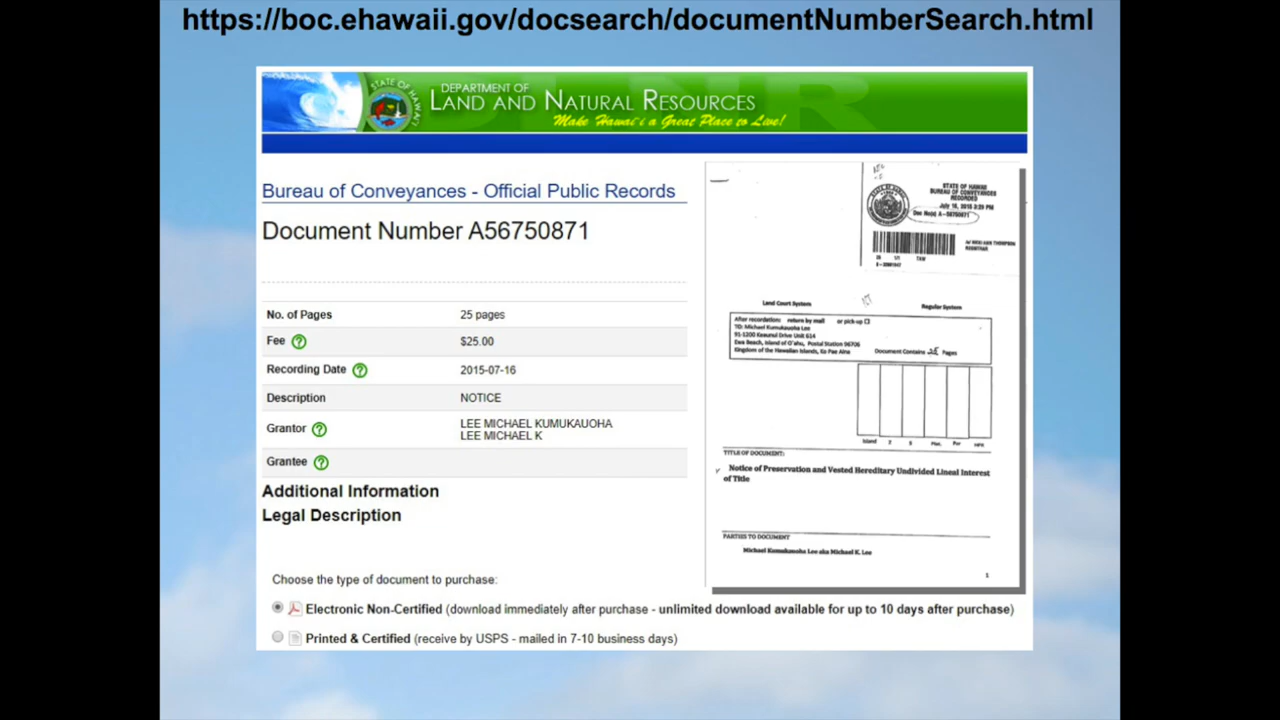 https://boc.ehawaii.gov/docsearch/documentNumberSearch.html
STATE OF HAWAII
DEPARTMENT OF
LAND AND NATURAL RESOURCES
Make Hawai'i a Great Place to Live!
Bureau of Conveyances - Official Public Records
Document Number A56750871
No. of Pages 25 pages
Fee $25.00
Recording Date 2015-07-16
Description NOTICE
Grantor LEE MICHAEL KUMUKAUOHA
LEE MICHAEL K
Grantee
Additional Information
Legal Description
Choose the type of document to purchase:
Electronic Non-Certified (download immediately after purchase - unlimited download available for up to 10 days after purchase)
Printed & Certified (receive by USPS - mailed in 7-10 business days)
STATE OF HAWAII
BUREAU OF CONVEYANCES
RECORDED
July 16, 2015 3:29 PM
Doc No(s) A - 56750871
REGISTRAR
Land Court System Regular System
After recordation: return by mail or pick-up
TO: Michael Kumukauoha Lee
91-1200 Keaunui Drive Unit 614
Ewa Beach, Island of O'ahu, Postal Station 96706
Kingdom of the Hawaiian Islands, Ko Pae Aina
Document Contains 25 Pages
Island Z S Par
TITLE OF DOCUMENT:
Notice of Preservation and Vested Hereditary Undivided Lineal Interest
of Title
PARTIES TO DOCUMENT
Michael Kumukauoha Lee aka Michael K. Lee
1